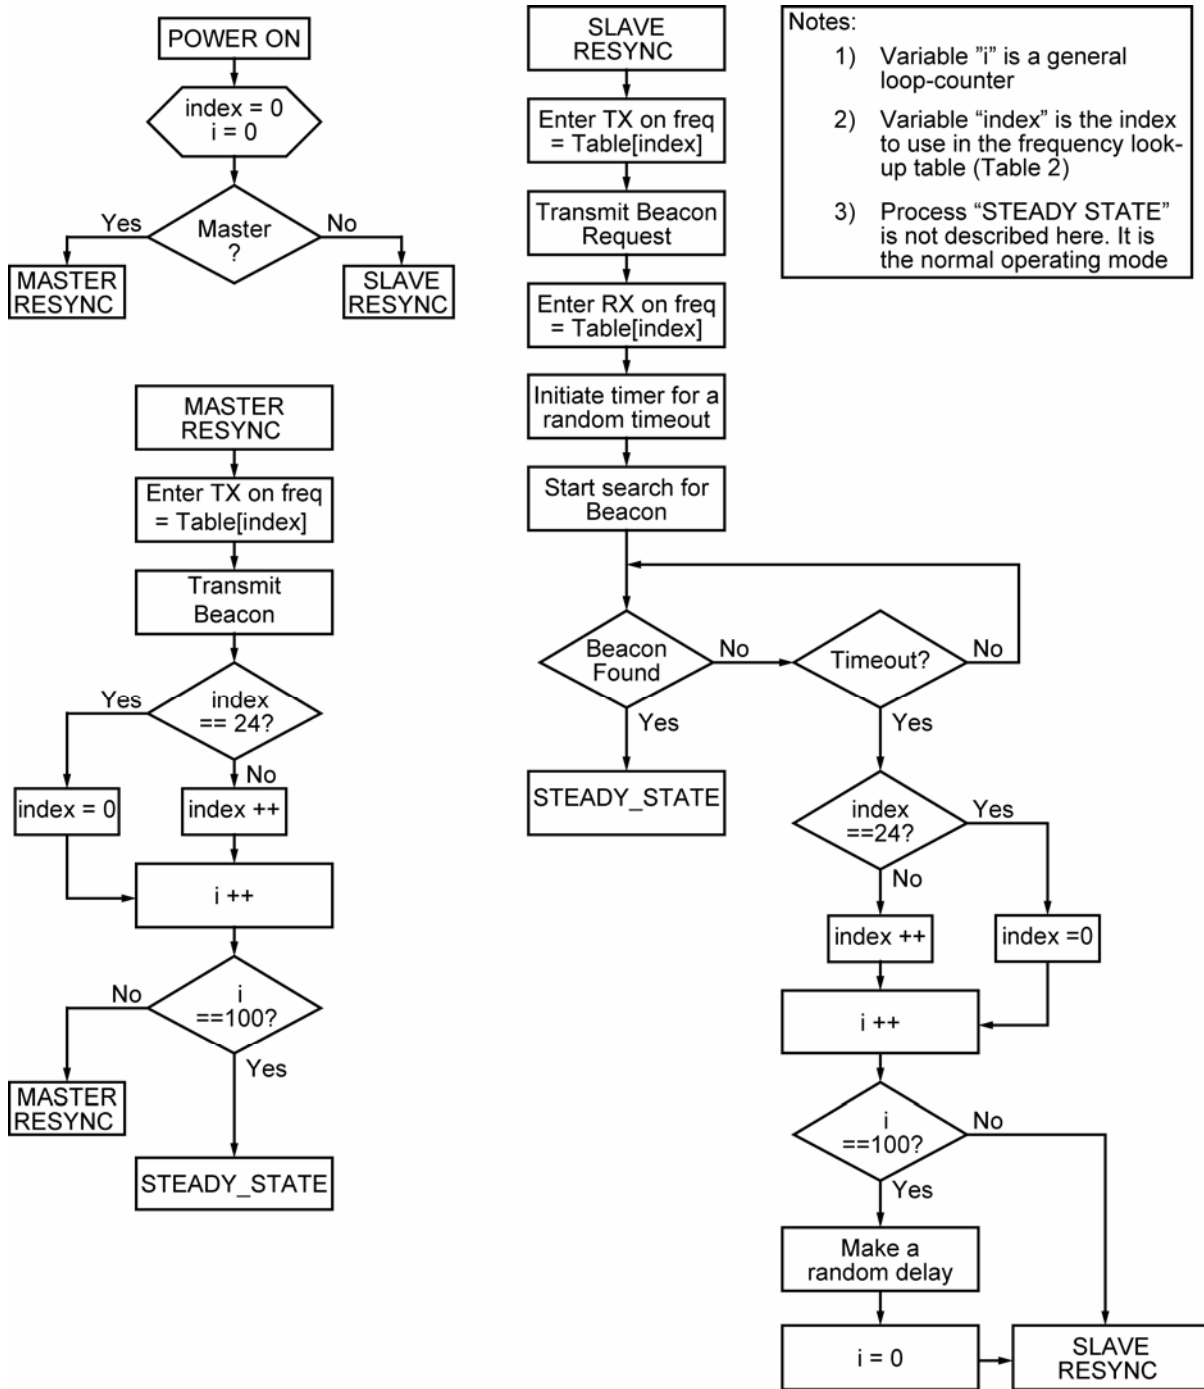 POWER ON
index = 0
i = 0
Master
?
Yes
No
MASTER
RESYNC
SLAVE
RESYNC
MASTER
RESYNC
Enter TX on freq
= Table[index]
Transmit
Beacon
index
== 24?
Yes
No
index = 0
index ++
i ++
i
==100?
No
Yes
MASTER
RESYNC
STEADY_STATE
SLAVE
RESYNC
Enter TX on freq
= Table[index]
Transmit Beacon
Request
Enter RX on freq
= Table[index]
Initiate timer for a
random timeout
Start search for
Beacon
Beacon
Found
No
Yes
Timeout?
No
Yes
STEADY_STATE
index
==24?
Yes
No
index ++
index =0
i ++
i
==100?
No
Yes
Make a
random delay
i = 0
SLAVE
RESYNC
Notes:
1) Variable ”i” is a general
loop-counter
2) Variable “index” is the index
to use in the frequency look-
up table (Table 2)
3) Process “STEADY STATE”
is not described here. It is
the normal operating mode